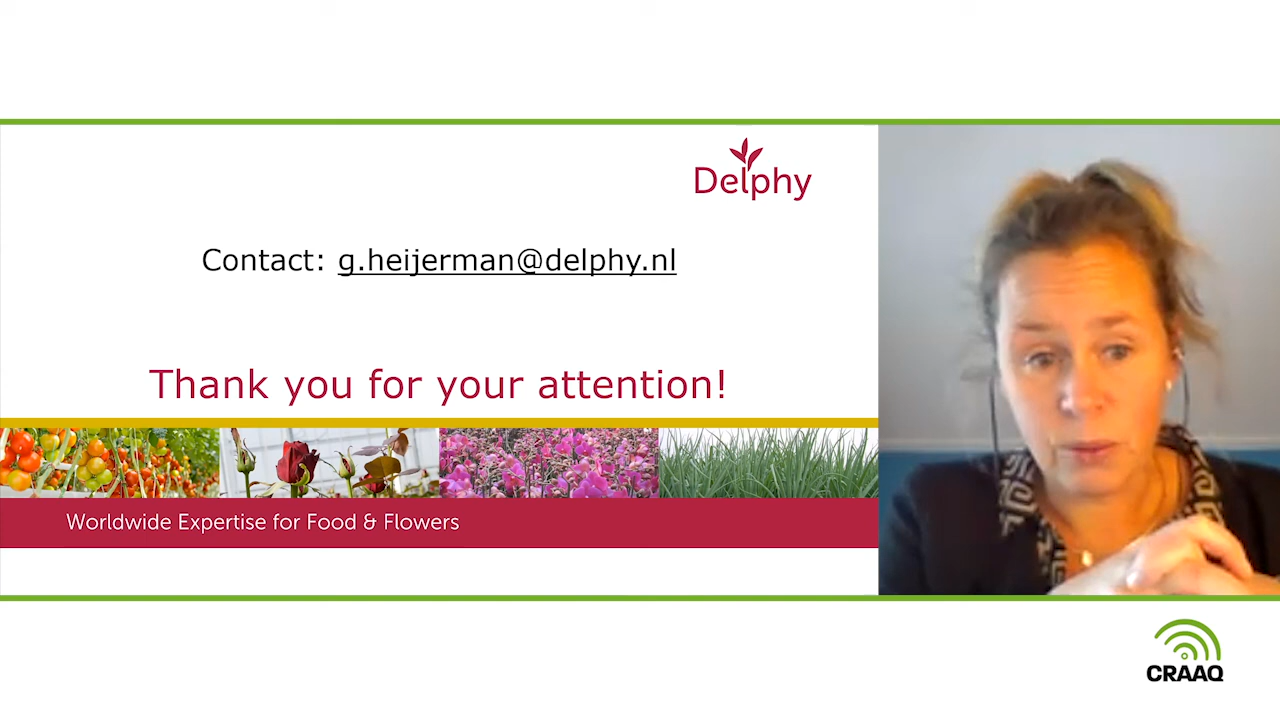 Delphy
Contact: g.heijerman@delphy.nl
Thank you for your attention!
Worldwide Expertise for Food & Flowers
CRAAQ